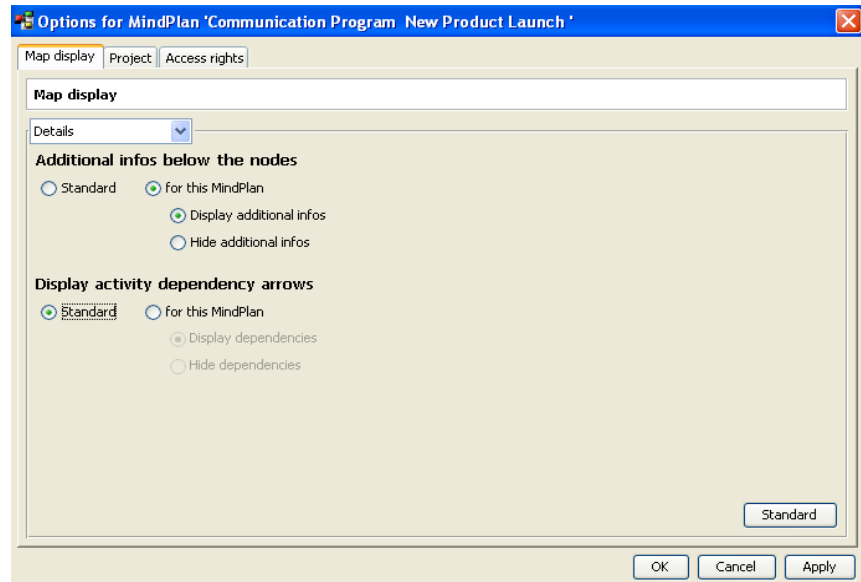 Options for MindPlan 'Communication Program  New Product Launch '
Map display Project Access rights
Map display
Details
Additional infos below the nodes
Standard for this MindPlan
Display additional infos
Hide additional infos
Display activity dependency arrows
Standard for this MindPlan
Display dependencies
Hide dependencies
Standard
OK Cancel Apply